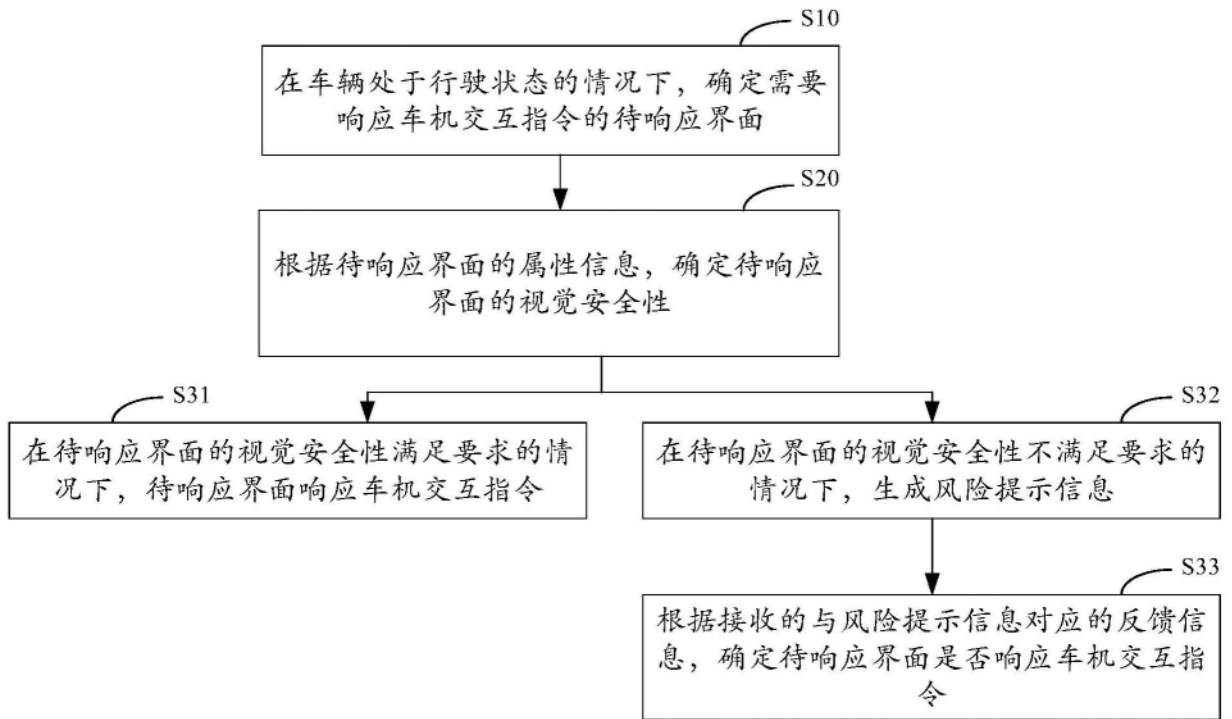 S10
在车辆处于行驶状态的情况下，确定需要
响应车机交互指令的待响应界面
S20
根据待响应界面的属性信息，确定待响应
界面的视觉安全性
S31
在待响应界面的视觉安全性满足要求的情
况下，待响应界面响应车机交互指令
S32
在待响应界面的视觉安全性不满足要求的
情况下，生成风险提示信息
S33
根据接收的与风险提示信息对应的反馈信
息，确定待响应界面是否响应车机交互指
令